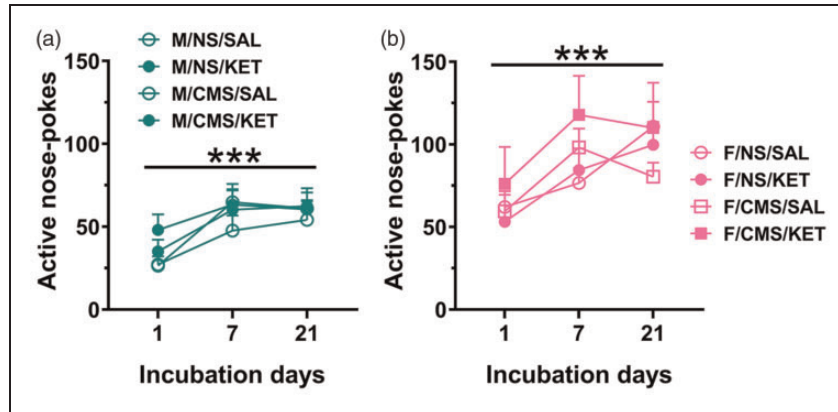 (a)
M/NS/SAL
M/NS/KET
M/CMS/SAL
M/CMS/KET
***
Active nose-pokes
150
100
50
0
1 7 21
Incubation days
(b)
***
Active nose-pokes
150
100
50
0
1 7 21
Incubation days
F/NS/SAL
F/NS/KET
F/CMS/SAL
F/CMS/KET